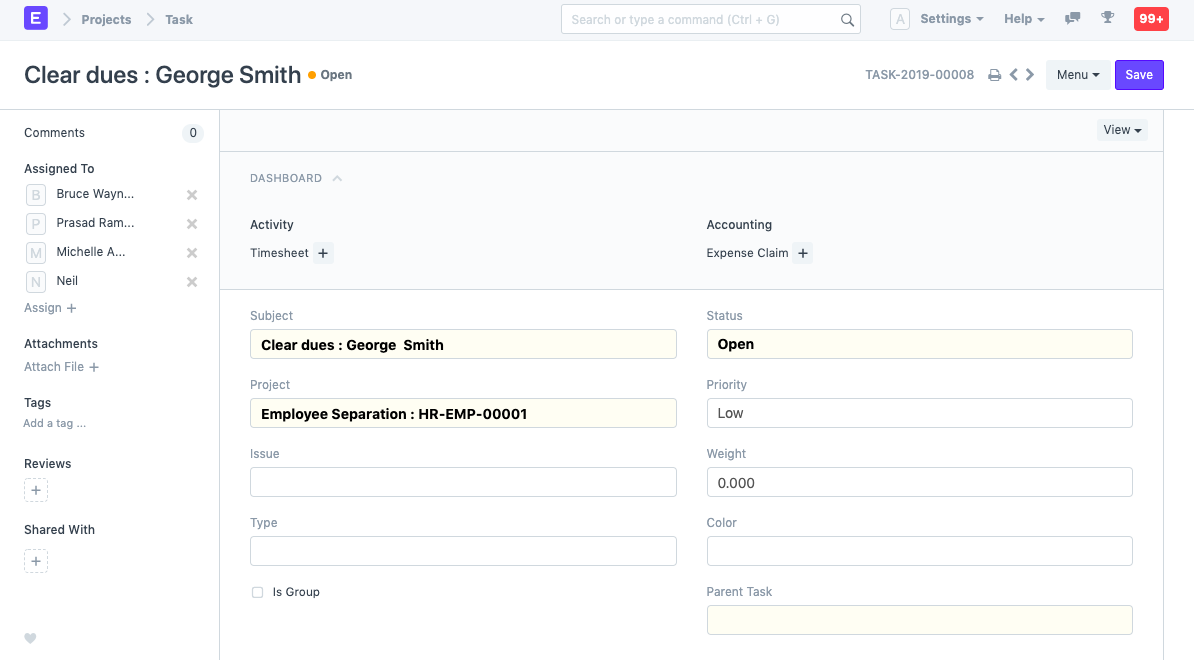 E Projects Task Search or type a command (Ctrl + G) A Settings Help 99+
Clear dues : George Smith Open TASK-2019-00008 Menu Save
Comments 0
View
Assigned To
B Bruce Wayn...
P Prasad Ram...
M Michelle A...
N Neil
Assign +
Attachments
Attach File +
Tags
Add a tag ...
Reviews
+
Shared With
+
DASHBOARD
Activity
Timesheet +
Accounting
Expense Claim +
Subject
Clear dues : George  Smith
Project
Employee Separation : HR-EMP-00001
Issue
Type
Is Group
Status
Open
Priority
Low
Weight
0.000
Color
Parent Task